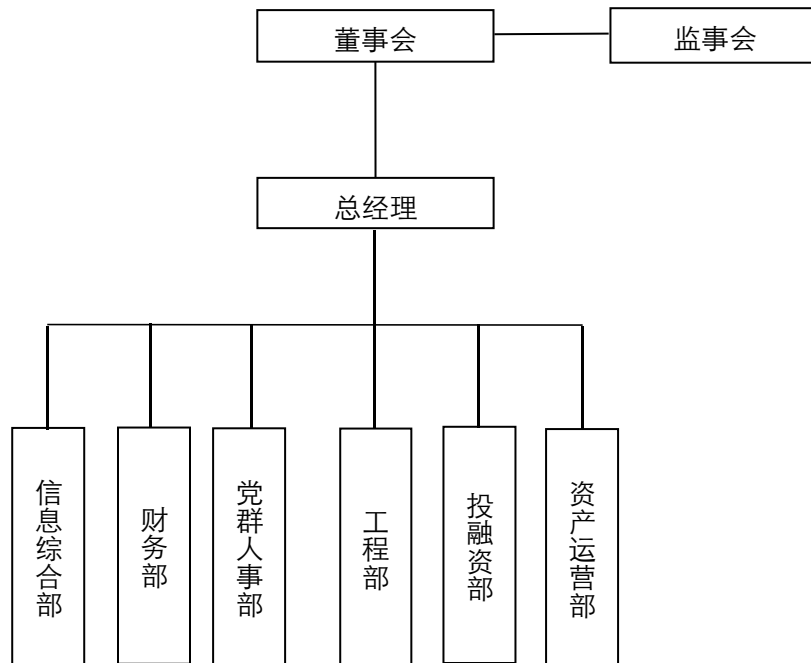 董事会
监事会
总经理
信息综合部
财务部
党群人事部
工程部
投融资部
资产运营部